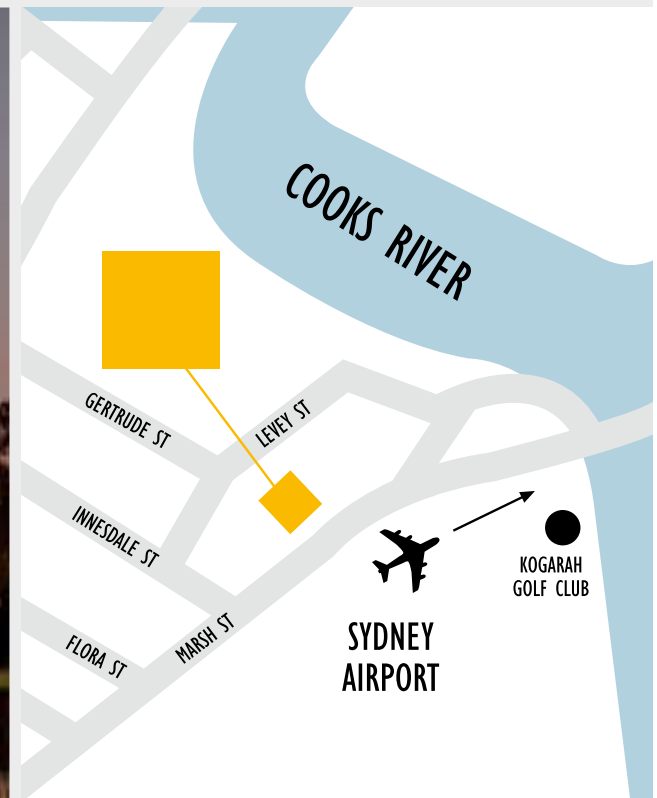 COOKS RIVER
GERTRUDE ST
LEVEY ST
INNESDALE ST
KOGARAH
GOLF CLUB
MARSH ST
FLORA ST
SYDNEY
AIRPORT